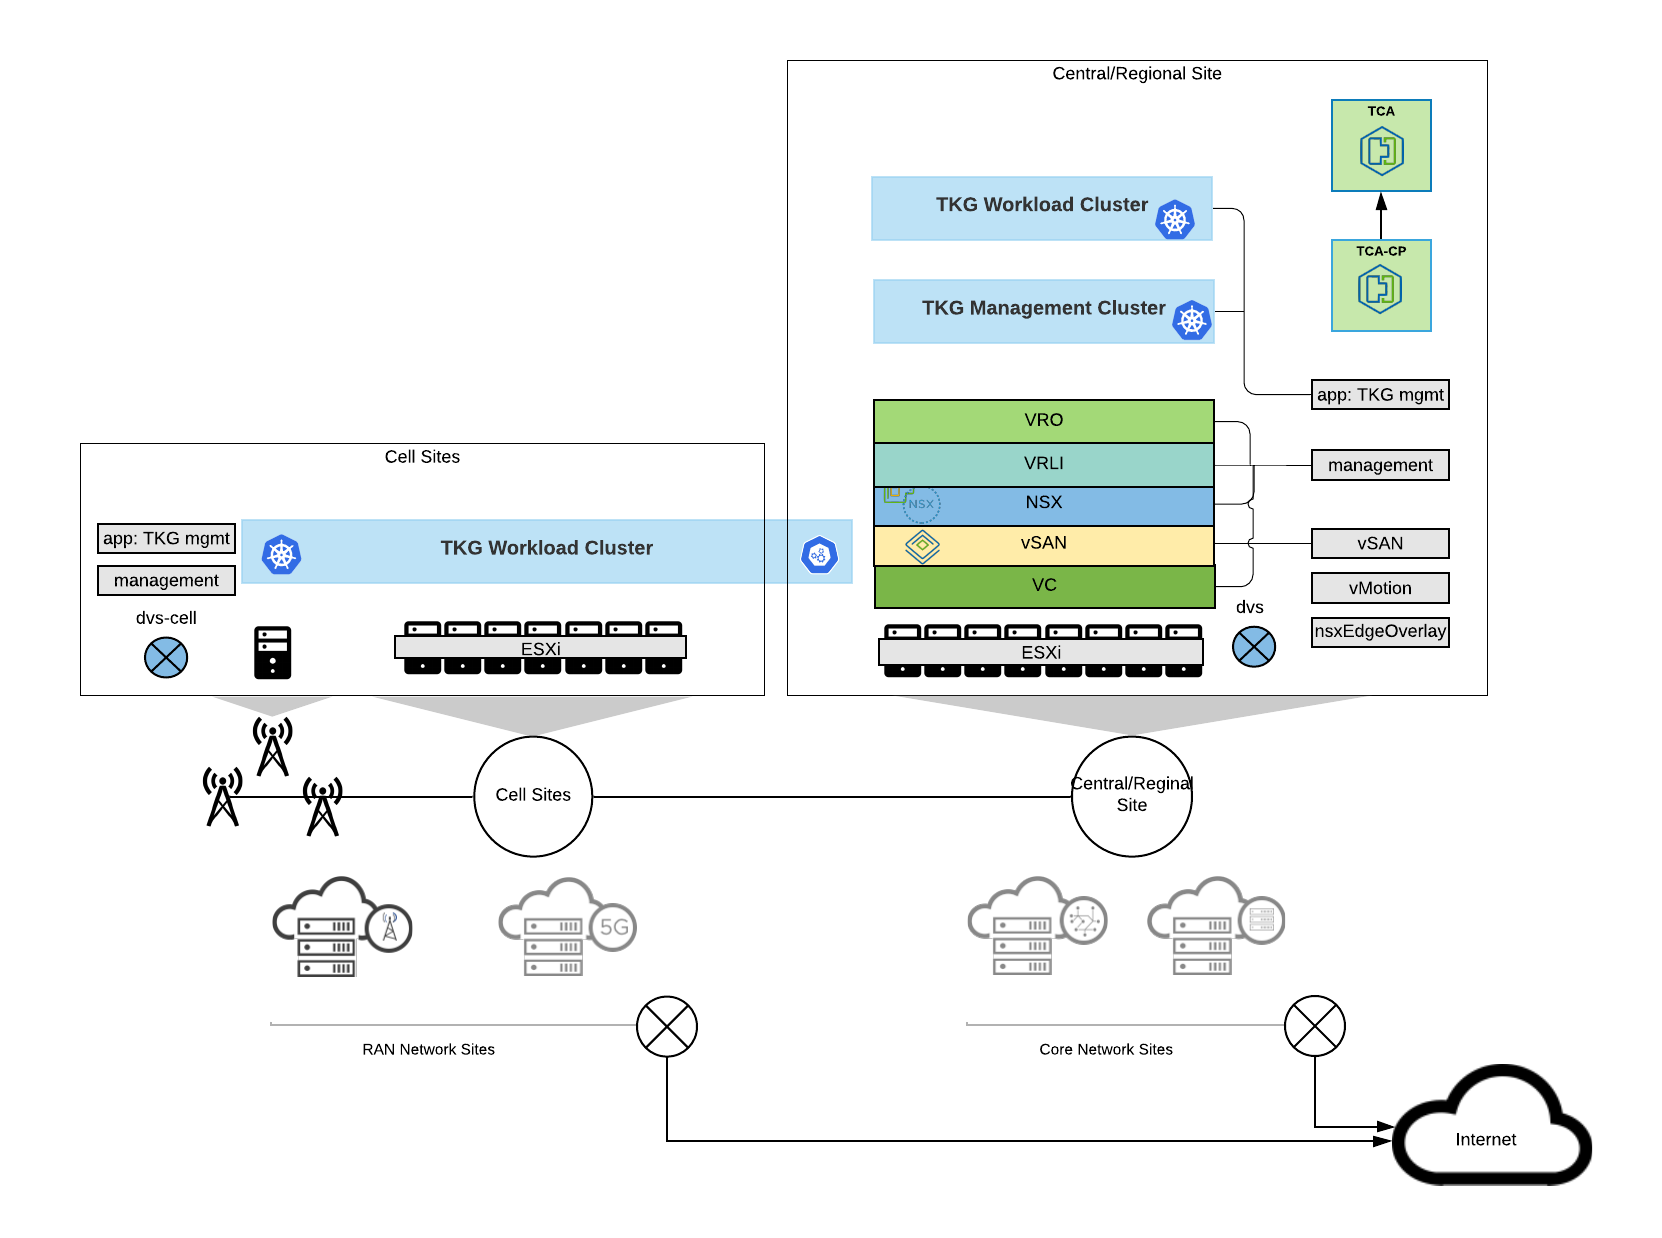 Central/Regional Site
TCA
TKG Workload Cluster
TCA-CP
TKG Management Cluster
app: TKG mgmt
VRO
VRLI
management
NSX
NSX
vSAN
vSAN
VC
vMotion
dvs
nsxEdgeOverlay
ESXi
Cell Sites
app: TKG mgmt
TKG Workload Cluster
management
dvs-cell
ESXi
Cell Sites
Central/Reginal
Site
5G
RAN Network Sites
Core Network Sites
Internet